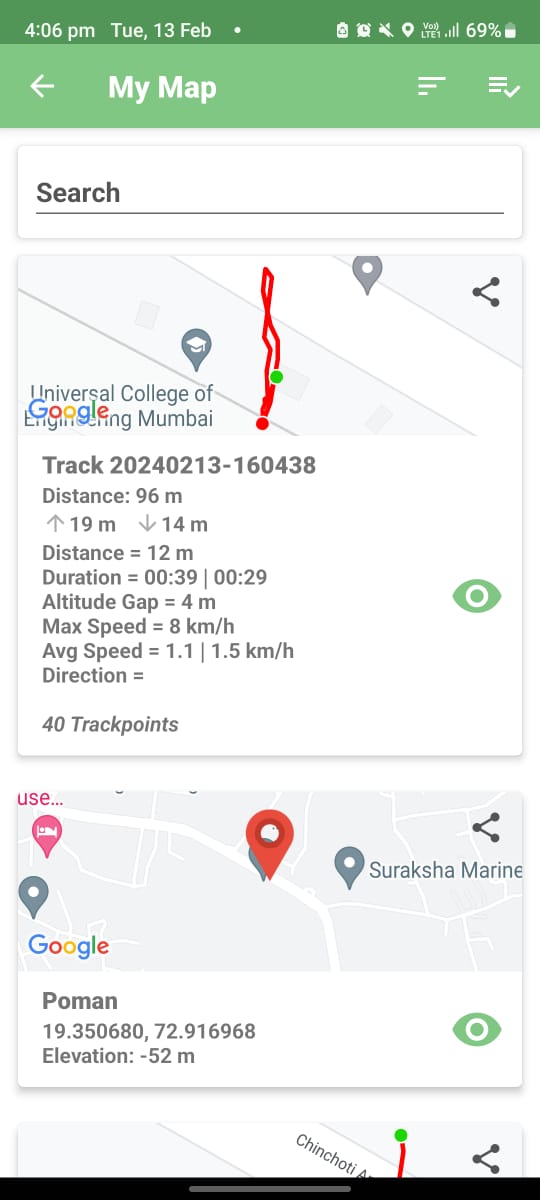 4:06 pm Tue, 13 Feb •
Vo)) LTE1 69%
My Map
Search
Universal College of
Engineering Mumbai
Google
Track 20240213-160438
Distance: 96 m
↑ 19 m ↓ 14 m
Distance = 12 m
Duration = 00:39 | 00:29
Altitude Gap = 4 m
Max Speed = 8 km/h
Avg Speed = 1.1 | 1.5 km/h
Direction =
40 Trackpoints
use...
Suraksha Marine
Google
Poman
19.350680, 72.916968
Elevation: -52 m
Chinchoti A